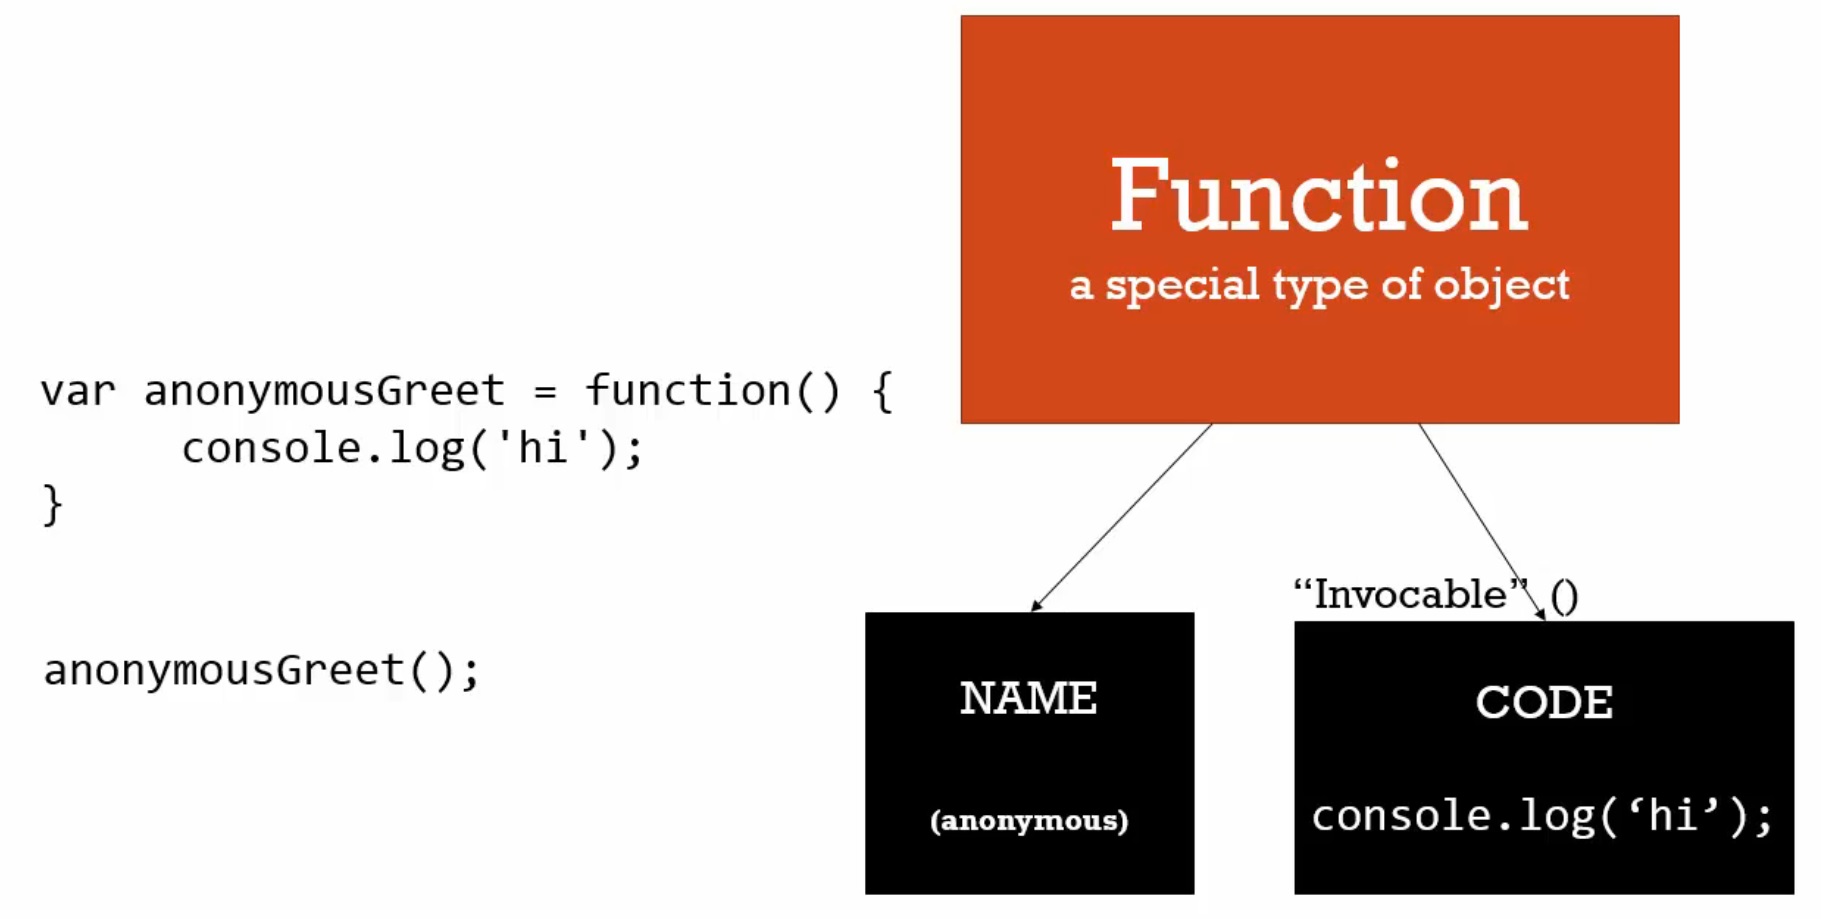 var anonymousGreet = function() {
console.log('hi');
}
anonymousGreet();
Function
a special type of object
“Invocable” ()
NAME
(anonymous)
CODE
console.log(‘hi’);